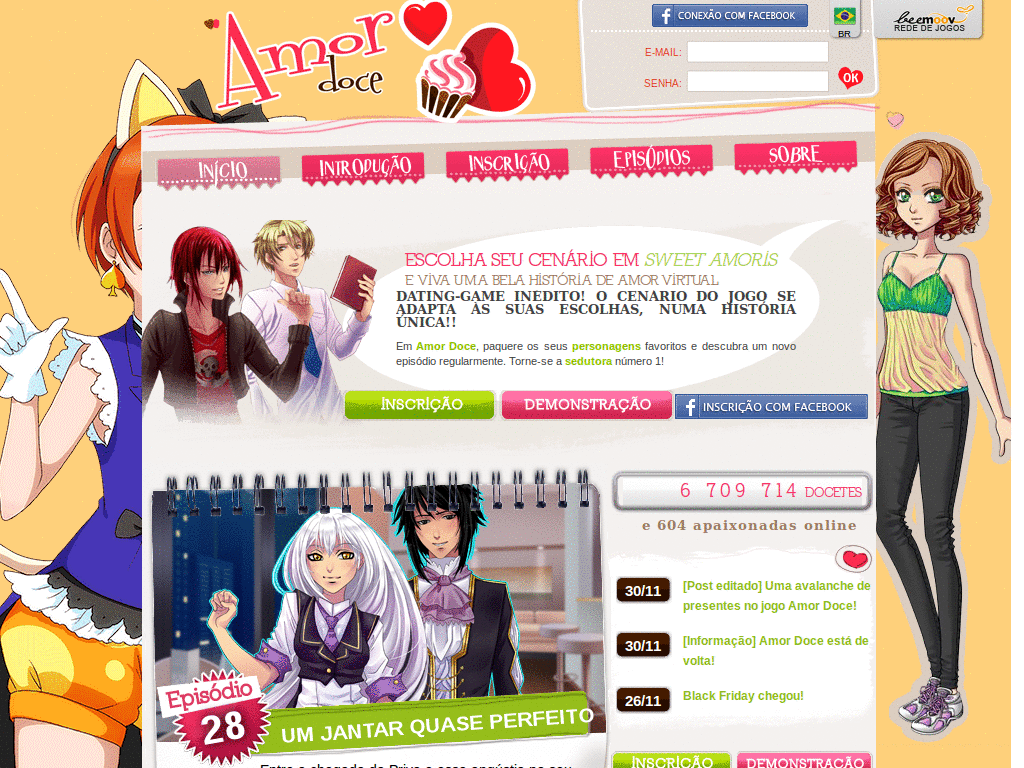 Amor
doce
CONEXÃO COM FACEBOOK
E-MAIL:
SENHA:
OK
BR
beemoov
REDE DE JOGOS
INÍCIO
INTRODUÇÃO
INSCRIÇÃO
EPISÓDIOS
SOBRE
ESCOLHA SEU CENÁRIO EM SWEET AMORIS
E VIVA UMA BELA HISTÓRIA DE AMOR VIRTUAL
DATING-GAME INÉDITO! O CENÁRIO DO JOGO SE
ADAPTA ÀS SUAS ESCOLHAS, NUMA HISTÓRIA
ÚNICA!!
Em Amor Doce, paquere os seus personagens favoritos e descubra um novo
episódio regularmente. Torne-se a sedutora número 1!
INSCRIÇÃO
DEMONSTRAÇÃO
INSCRIÇÃO COM FACEBOOK
6 709 714 DOCETES
e 604 apaixonadas online
30/11
[Post editado] Uma avalanche de
presentes no jogo Amor Doce!
30/11
[Informação] Amor Doce está de
volta!
26/11
Black Friday chegou!
Episódio
28
UM JANTAR QUASE PERFEITO
INSCRIÇÃO
DEMONSTRAÇÃO